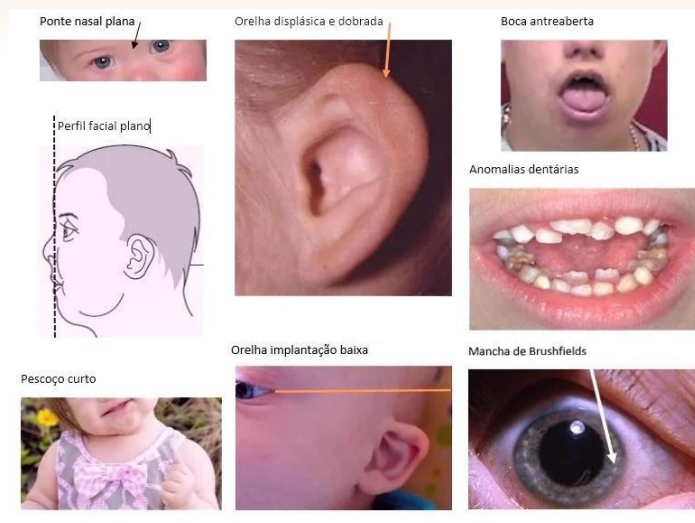 Ponte nasal plana
Orelha displásica e dobrada
Boca antreaberta
Perfil facial plano
Anomalias dentárias
Orelha implantação baixa
Mancha de Brushfields
Pescoço curto